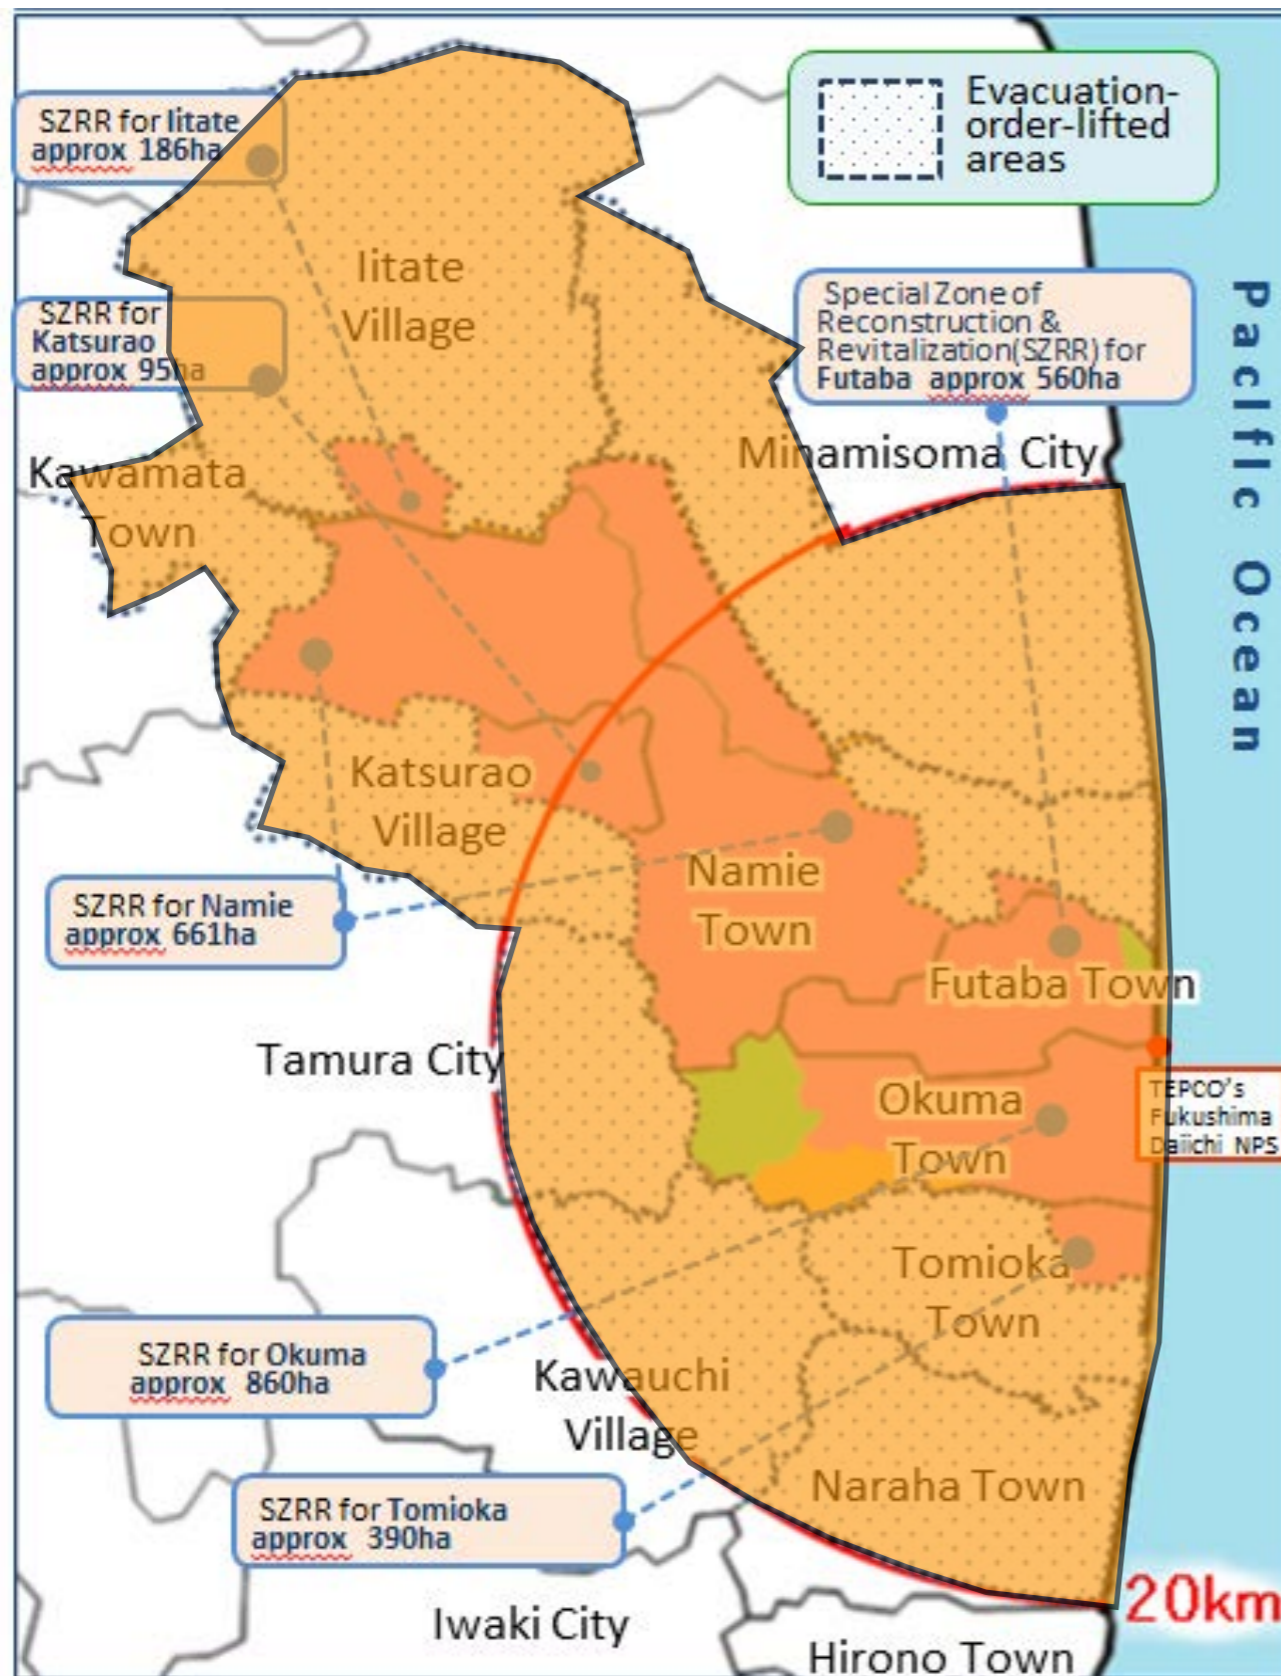 SZRR for Iitate
approx 186ha
Evacuation-
order-lifted
areas
Iitate
Village
SZRR for
Katsurao
approx 95ha
Special Zone of
Reconstruction &
Revitalization(SZRR) for
Futaba approx 560ha
Pacific Ocean
Minamisoma City
Kawamata
Town
Katsurao
Village
SZRR for Namie
approx 661ha
Namie
Town
Futaba Town
Tamura City
Okuma
Town
TEPCO's
Fukushima
Daiichi NPS
Tomioka
Town
SZRR for Okuma
approx 860ha
Kawauchi
Village
Naraha Town
SZRR for Tomioka
approx 390ha
20km
Iwaki City
Hirono Town